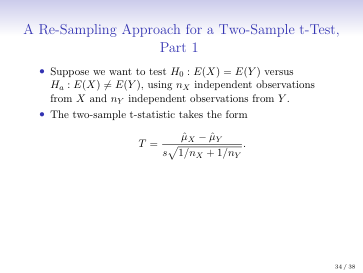 A Re-Sampling Approach for a Two-Sample t-Test,
Part 1
• Suppose we want to test H₀ : E(X) = E(Y) versus
Hₐ : E(X) ≠ E(Y), using n_X independent observations
from X and n_Y independent observations from Y.
• The two-sample t-statistic takes the form
T = (μ̂_X − μ̂_Y) / (s√(1/n_X + 1/n_Y)).
34 / 38